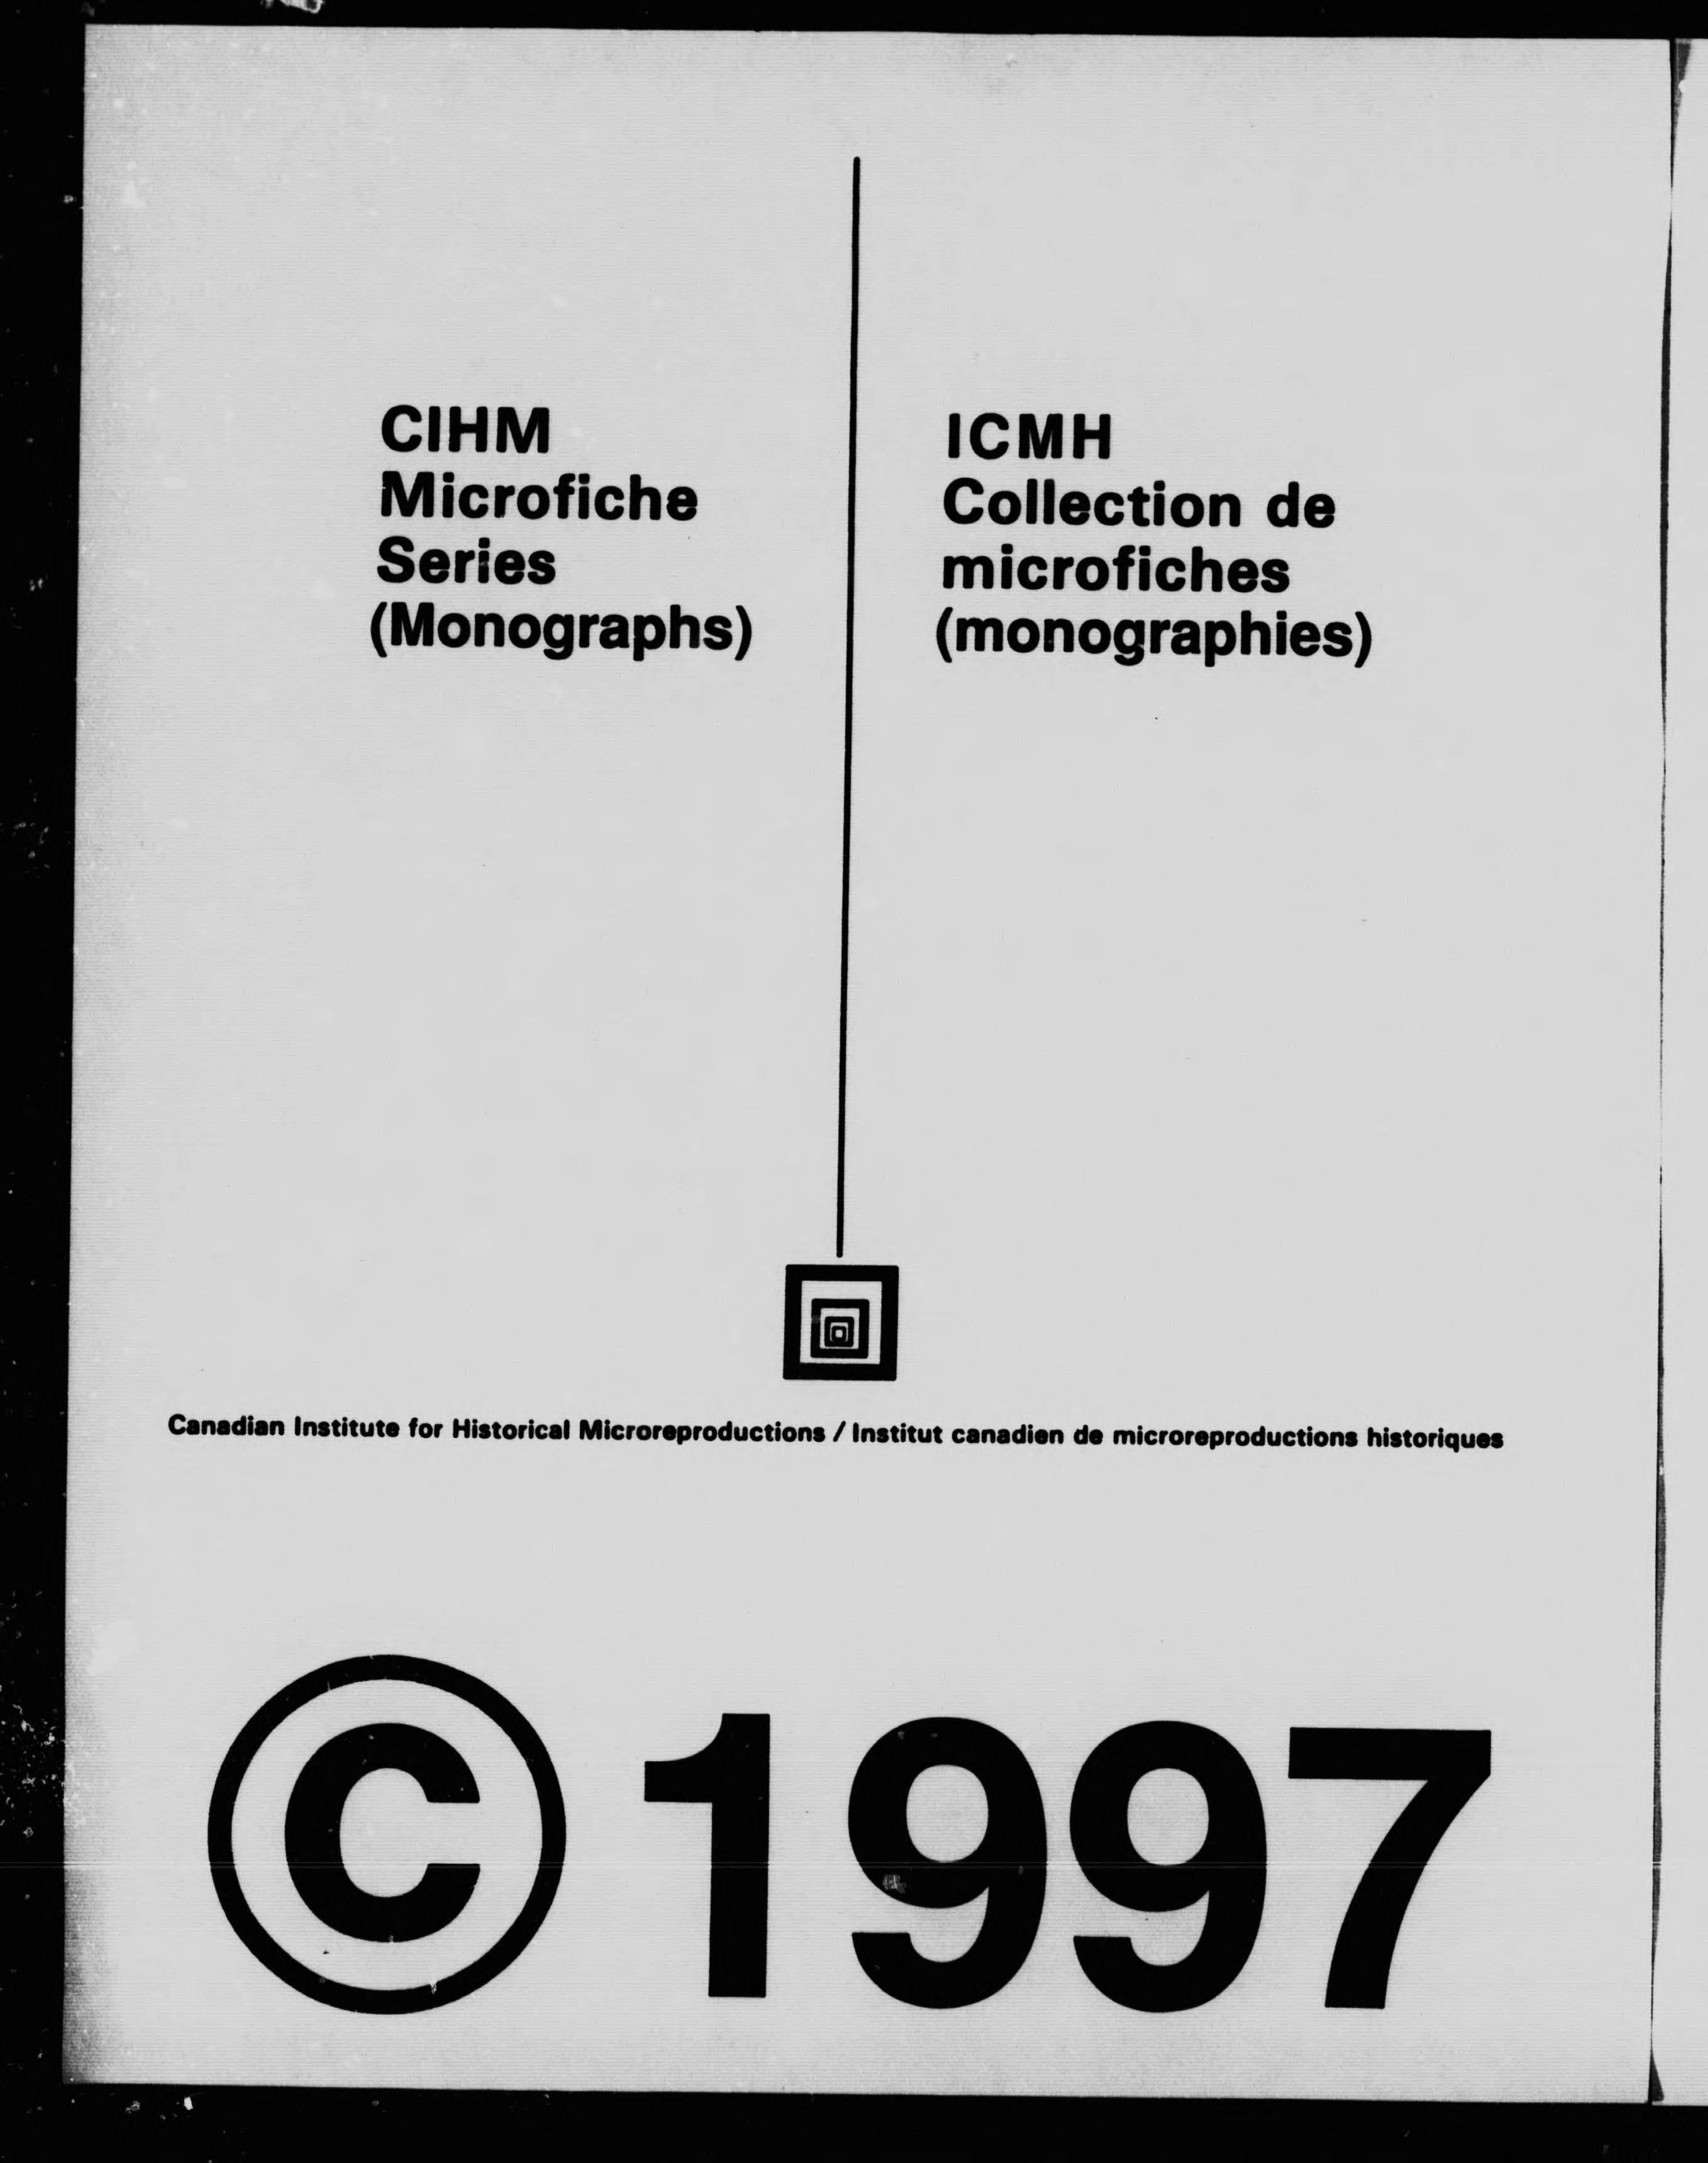 CIHM
Microfiche
Series
(Monographs)
ICMH
Collection de
microfiches
(monographies)
Canadian Institute for Historical Microreproductions / Institut canadien de microreproductions historiques
© 1997